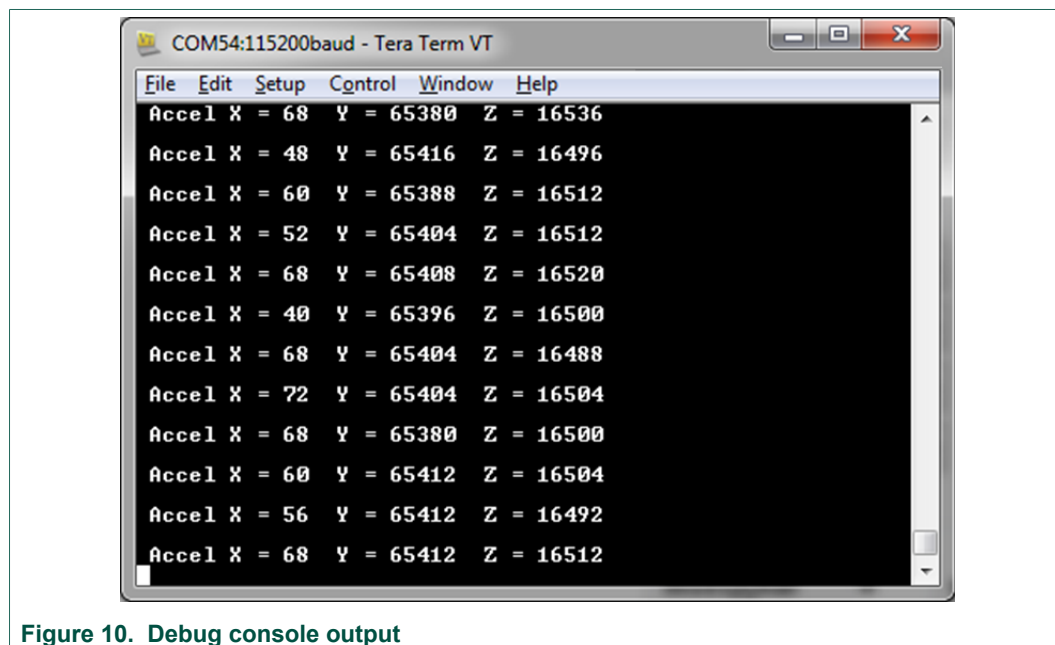 COM54:115200baud - Tera Term VT
File Edit Setup Control Window Help
Accel X = 68 Y = 65380 Z = 16536
Accel X = 48 Y = 65416 Z = 16496
Accel X = 60 Y = 65388 Z = 16512
Accel X = 52 Y = 65404 Z = 16512
Accel X = 68 Y = 65408 Z = 16520
Accel X = 40 Y = 65396 Z = 16500
Accel X = 68 Y = 65404 Z = 16488
Accel X = 72 Y = 65404 Z = 16504
Accel X = 68 Y = 65380 Z = 16500
Accel X = 60 Y = 65412 Z = 16504
Accel X = 56 Y = 65412 Z = 16492
Accel X = 68 Y = 65412 Z = 16512
Figure 10. Debug console output